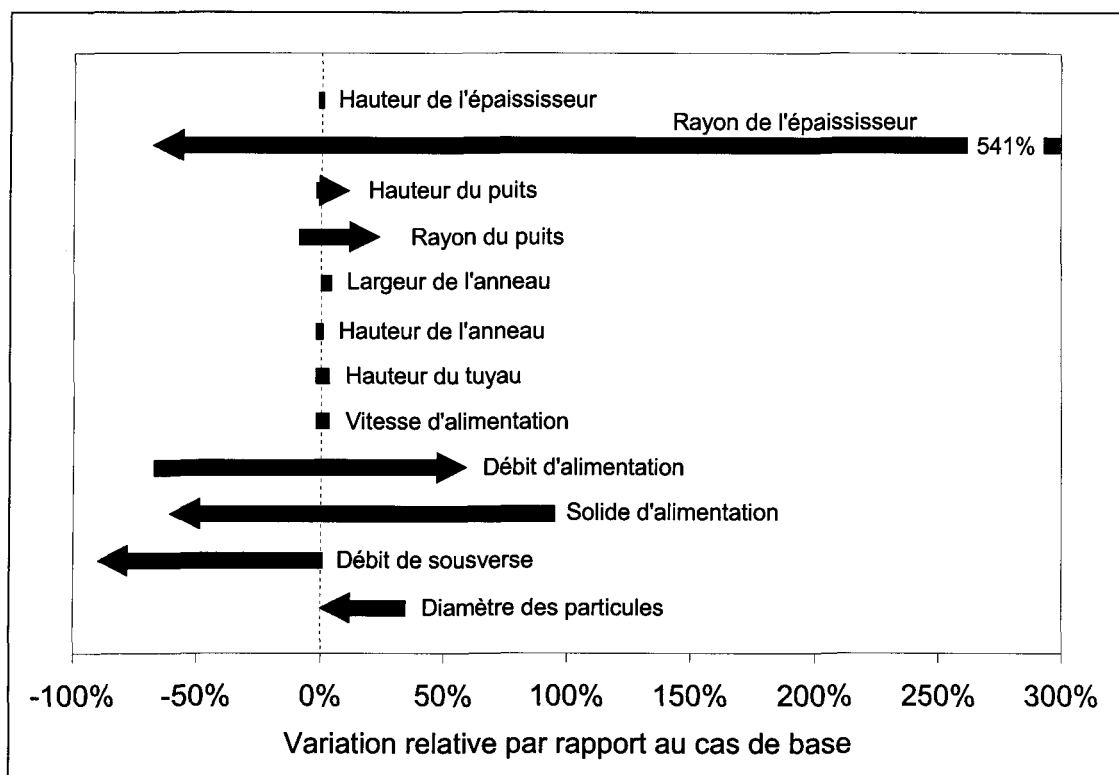 Hauteur de l'épaississeur
Rayon de l'épaississeur
541%
Hauteur du puits
Rayon du puits
Largeur de l'anneau
Hauteur de l'anneau
Hauteur du tuyau
Vitesse d'alimentation
Débit d'alimentation
Solide d'alimentation
Débit de sousverse
Diamètre des particules
-100% -50% 0% 50% 100% 150% 200% 250% 300%
Variation relative par rapport au cas de base